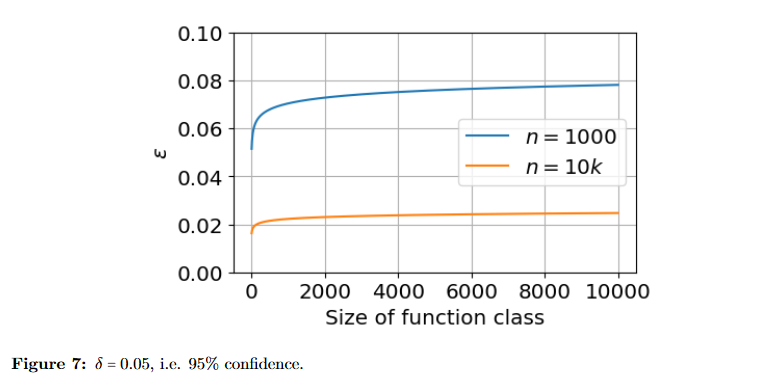 0.10
0.08
0.06
0.04
0.02
0.00
ε
n = 1000
n = 10k
0 2000 4000 6000 8000 10000
Size of function class
Figure 7: δ = 0.05, i.e. 95% confidence.